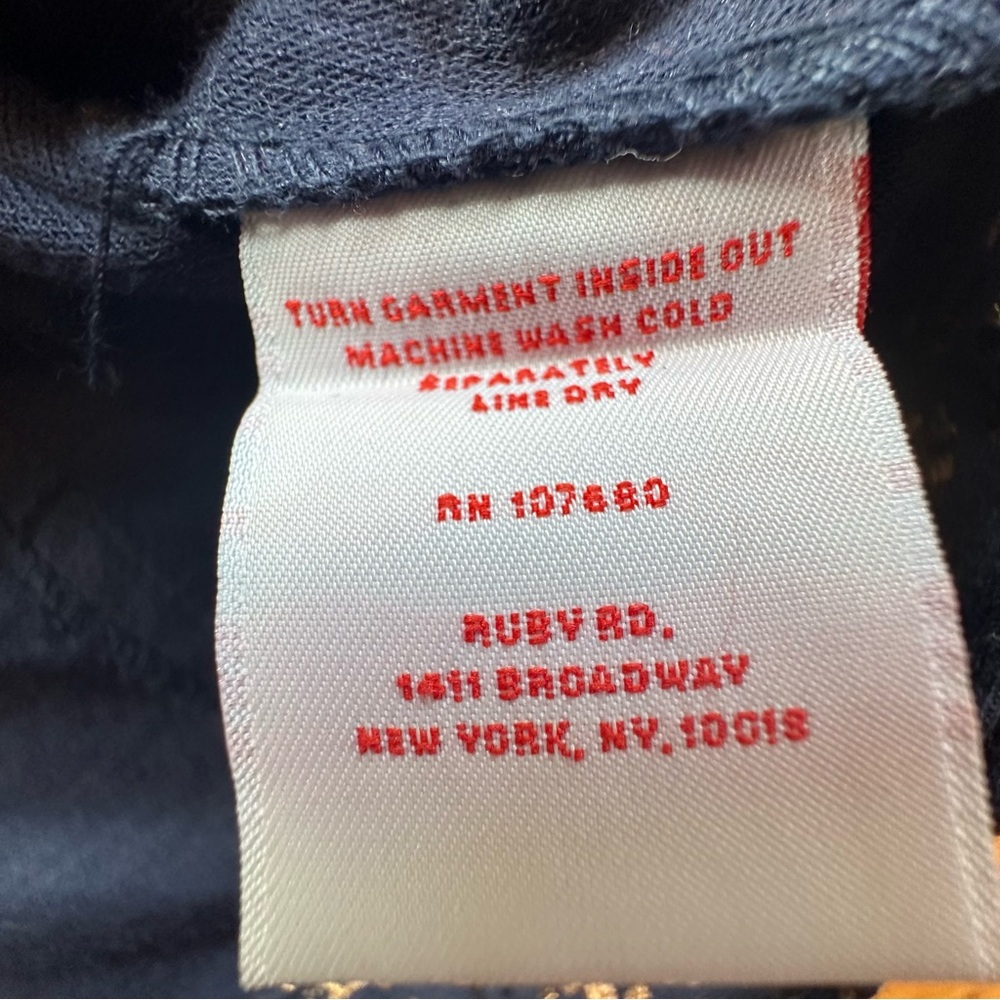 TURN GARMENT INSIDE OUT
MACHINE WASH COLD
SEPARATELY
LINE DRY
RN 107680
RUBY RD.
1411 BROADWAY
NEW YORK, NY, 10018